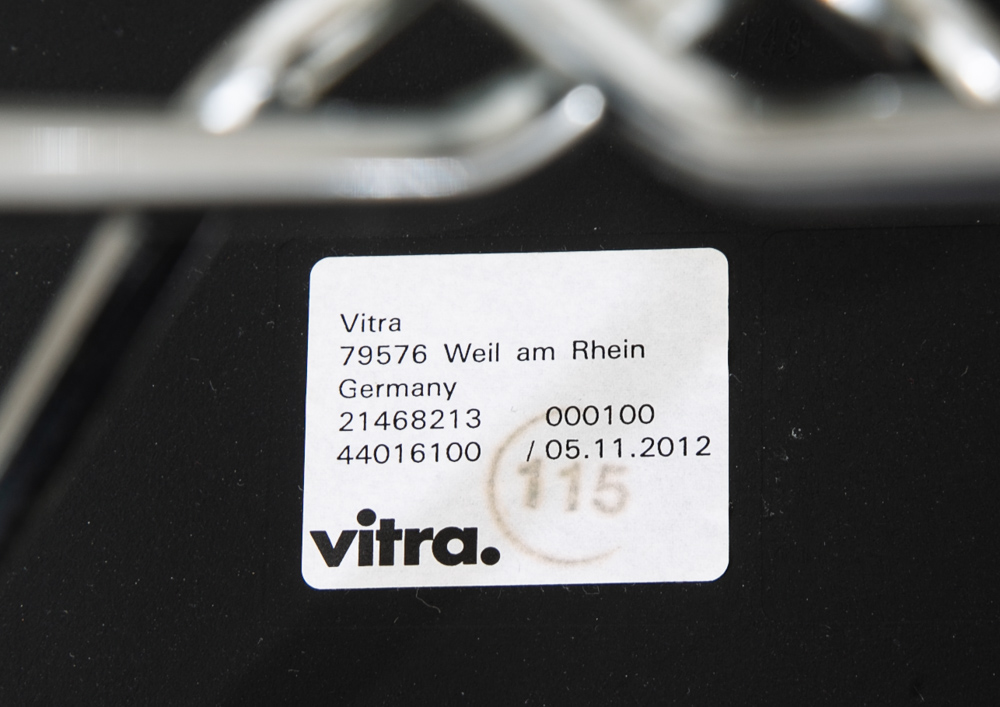 Vitra
79576 Weil am Rhein
Germany
21468213 000100
44016100 / 05.11.2012
115
vitra.